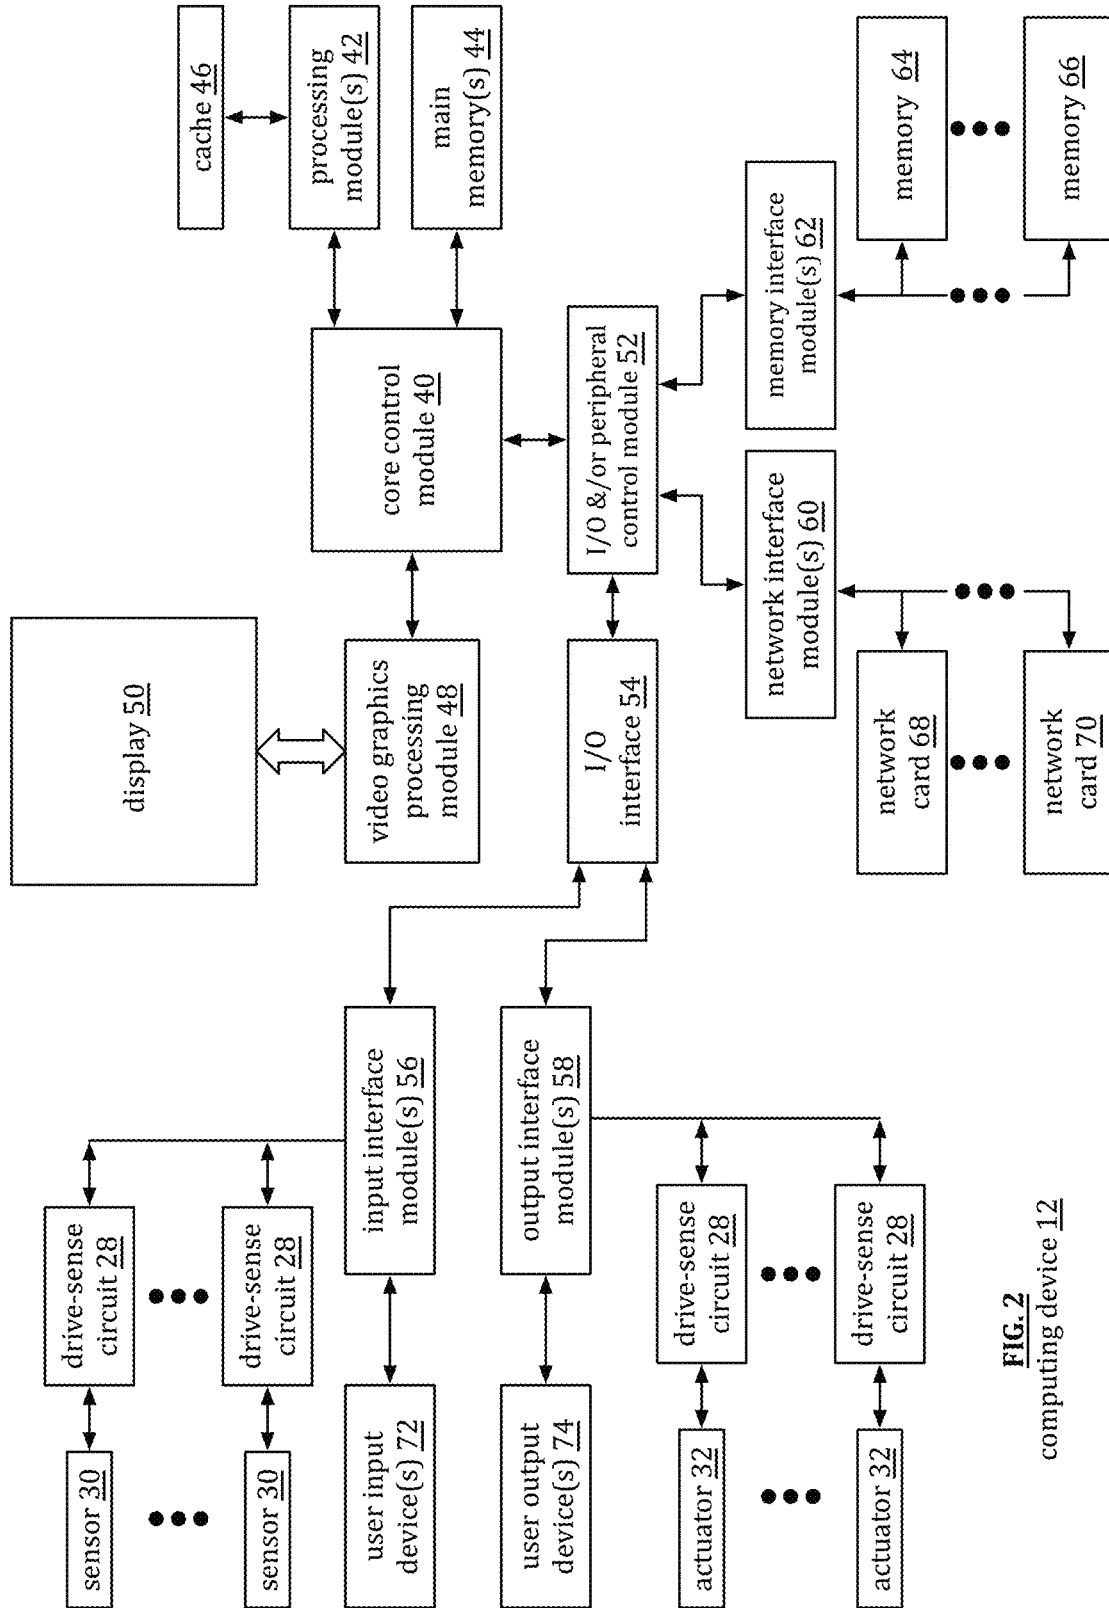 display 50
cache 46
processing
module(s) 42
main
memory(s) 44
core control
module 40
video graphics
processing
module 48
I/O &/or peripheral
control module 52
I/O
interface 54
sensor 30
drive-sense
circuit 28
sensor 30
drive-sense
circuit 28
user input
device(s) 72
input interface
module(s) 56
user output
device(s) 74
output interface
module(s) 58
actuator 32
drive-sense
circuit 28
actuator 32
drive-sense
circuit 28
network interface
module(s) 60
memory interface
module(s) 62
network
card 68
memory 64
network
card 70
memory 66
FIG. 2
computing device 12